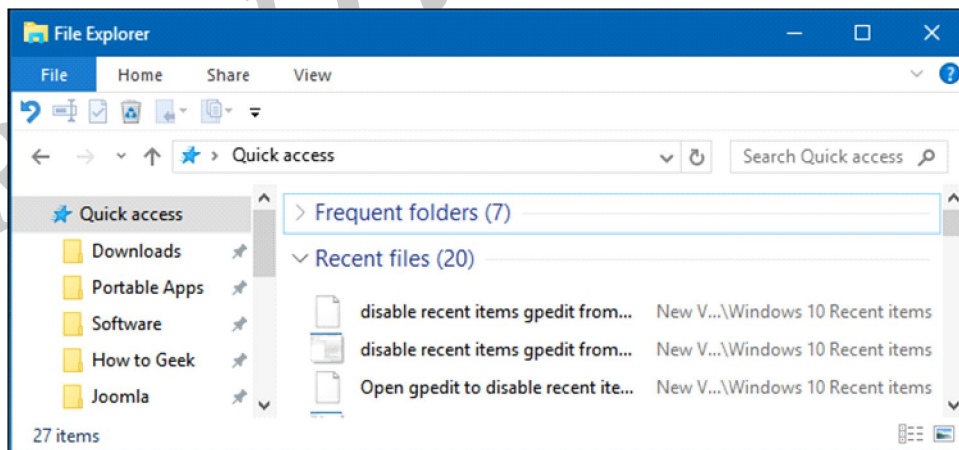 File Explorer
File Home Share View
Quick access
Search Quick access
Quick access
Downloads
Portable Apps
Software
How to Geek
Joomla
Frequent folders (7)
Recent files (20)
disable recent items gpedit from... New V...\Windows 10 Recent items
disable recent items gpedit from... New V...\Windows 10 Recent items
Open gpedit to disable recent ite... New V...\Windows 10 Recent items
27 items